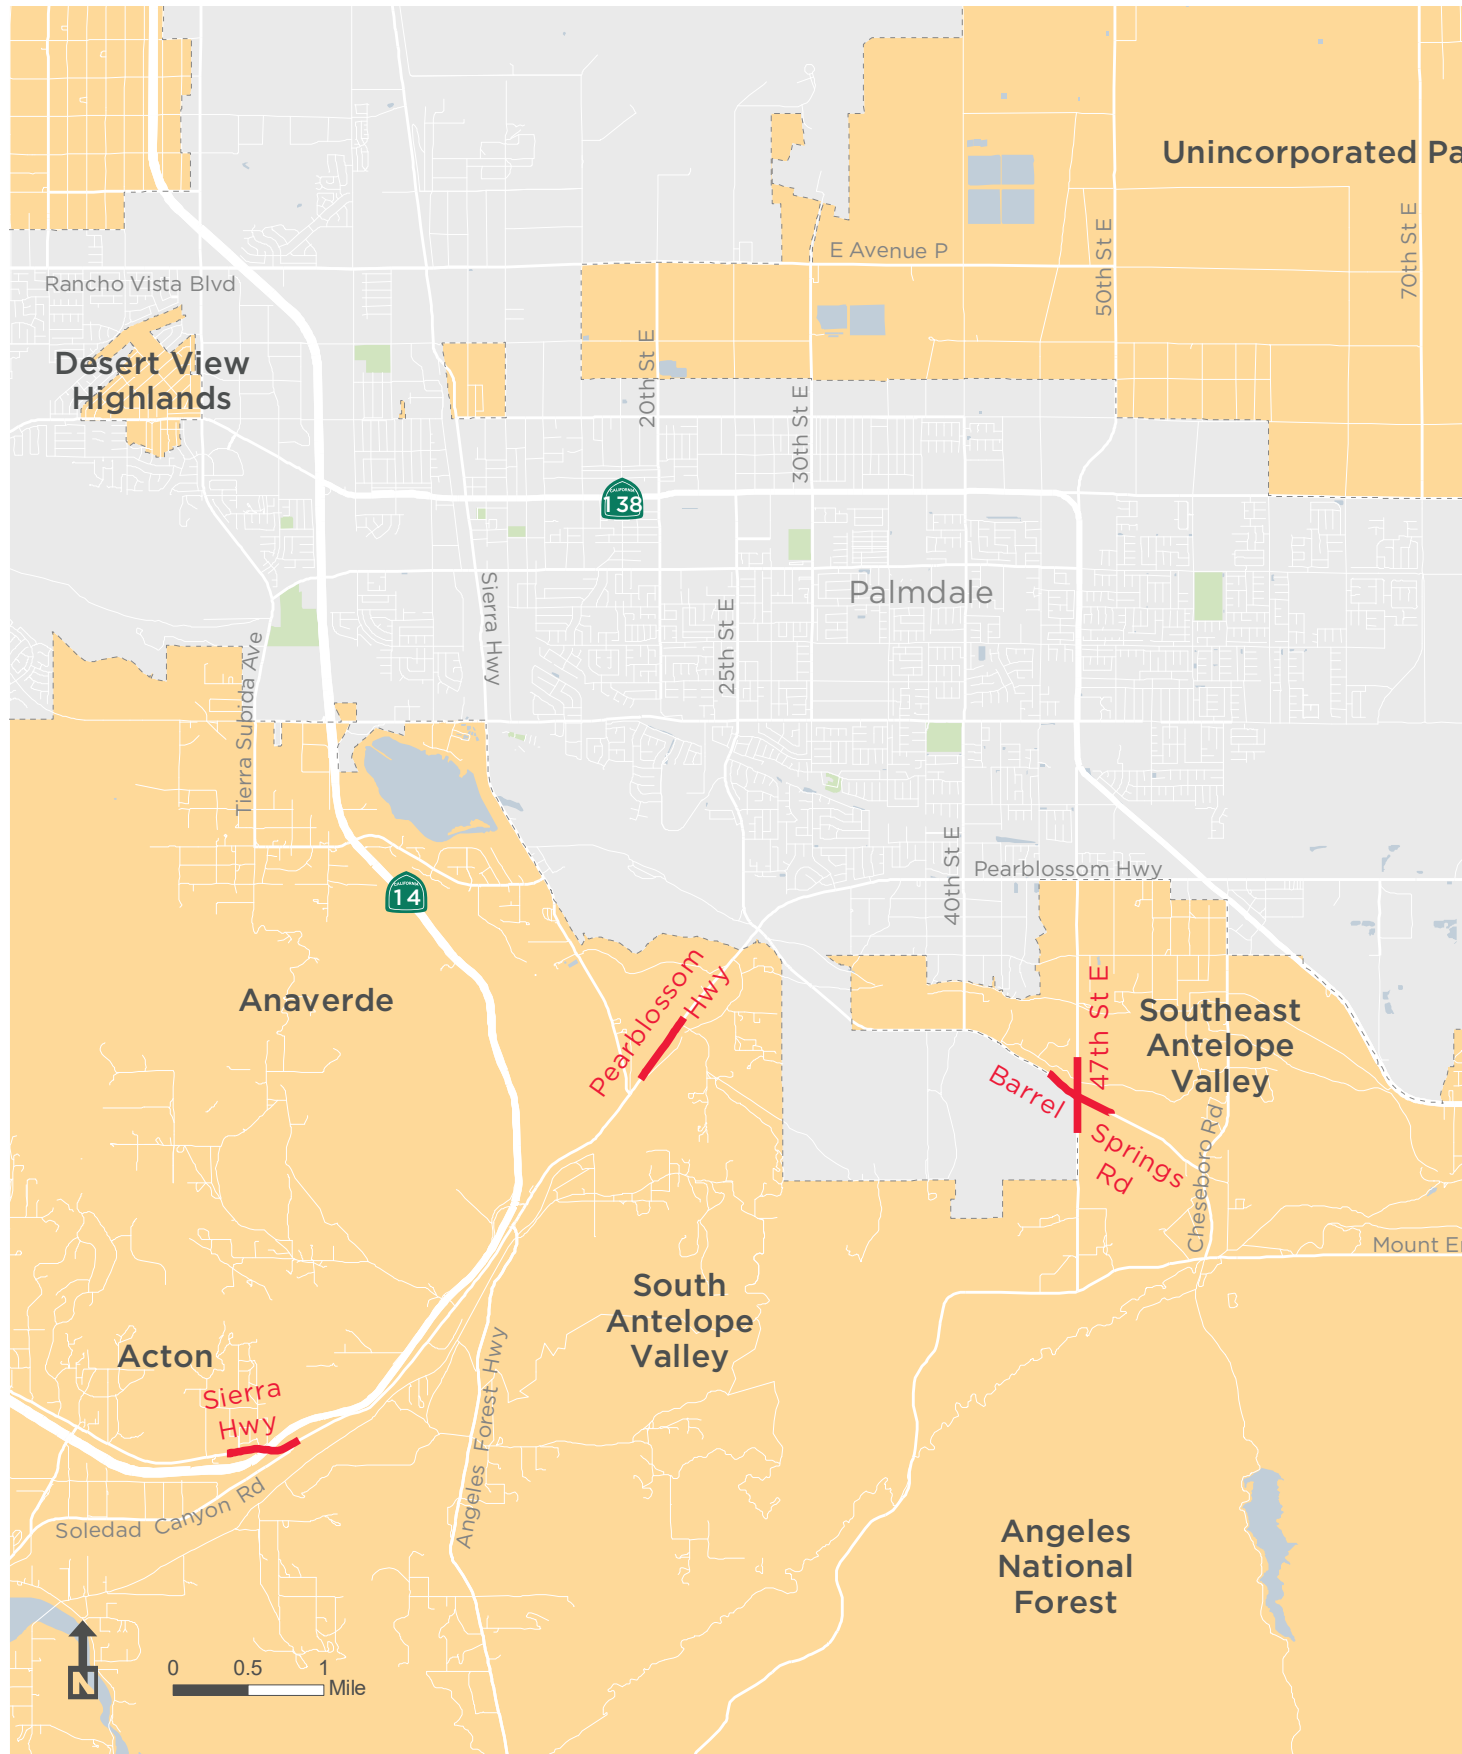 Unincorporated Pa
E Avenue P
50th St E
70th St E
Rancho Vista Blvd
Desert View
Highlands
20th St E
30th St E
CALIFORNIA
138
Sierra Hwy
Palmdale
25th St E
Tierra Subida Ave
40th St E
Pearblossom Hwy
CALIFORNIA
14
Anaverde
Pearblossom
Hwy
47th St E
Southeast
Antelope
Valley
Barrel
Springs
Rd
Cheseboro Rd
Mount E
South
Antelope
Valley
Acton
Sierra
Hwy
Angeles Forest Hwy
Soledad Canyon Rd
Angeles
National
Forest
N
0 0.5 1
Mile